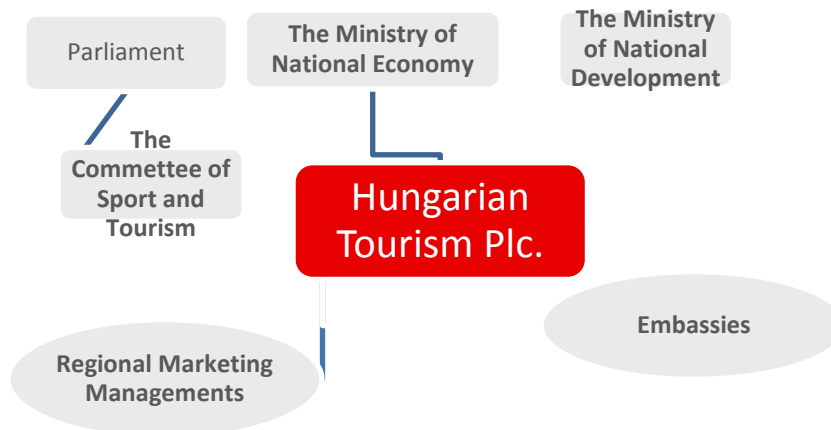 Parliament
The Ministry of
National Economy
The Ministry
of National
Development
The
Commettee of
Sport and
Tourism
Hungarian
Tourism Plc.
Embassies
Regional Marketing
Managements